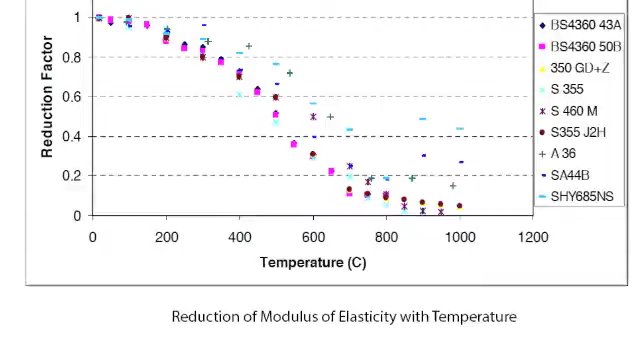 1
0.8
0.6
0.4
0.2
0
Reduction Factor
0 200 400 600 800 1000 1200
Temperature (C)
BS4360 43A
BS4360 50B
350 GD+Z
S 355
S 460 M
S355 J2H
A 36
SA44B
SHY685NS
Reduction of Modulus of Elasticity with Temperature